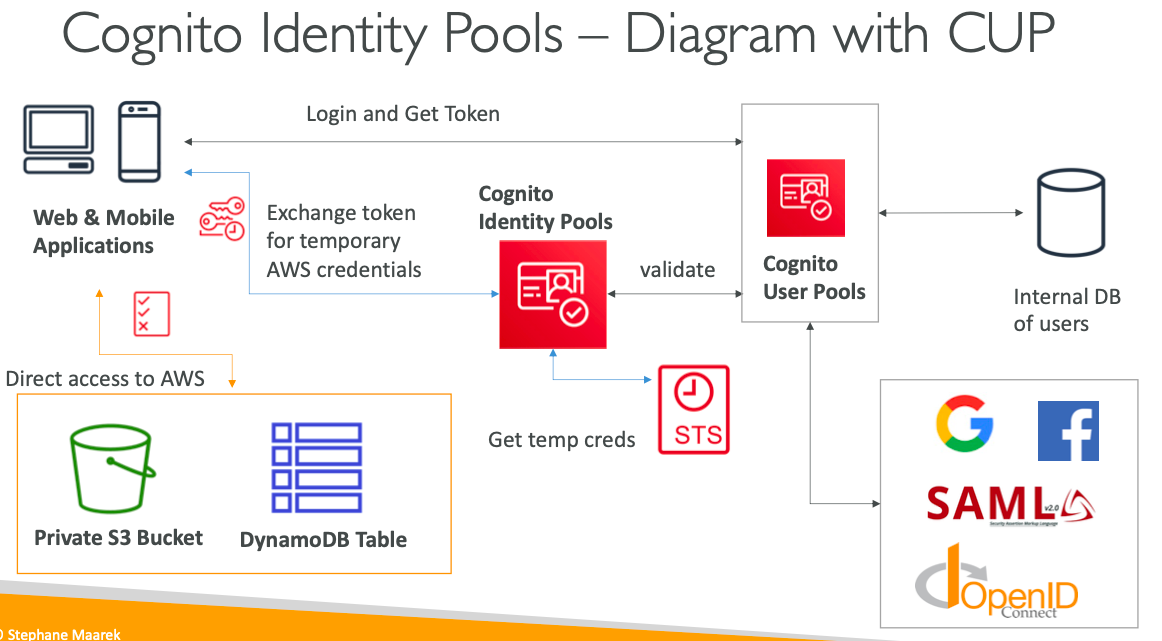 Cognito Identity Pools – Diagram with CUP
Login and Get Token
Web & Mobile
Applications
Exchange token
for temporary
AWS credentials
Cognito
Identity Pools
validate
Cognito
User Pools
Internal DB
of users
Direct access to AWS
Get temp creds
STS
Private S3 Bucket
DynamoDB Table
SAML v2.0
Security Assertion Markup Language
OpenID
Connect
© Stephane Maarek